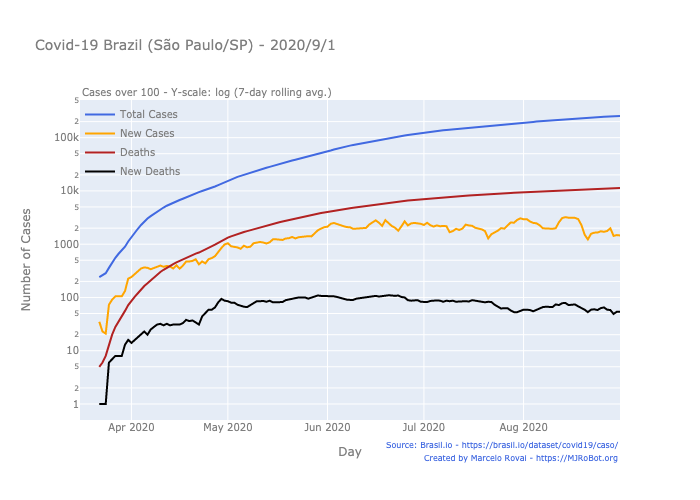 Covid-19 Brazil (São Paulo/SP) - 2020/9/1
Cases over 100 - Y-scale: log (7-day rolling avg.)
Total Cases
New Cases
Deaths
New Deaths
5
2
100k
5
2
10k
5
2
1000
5
2
100
5
2
10
5
2
1
Number of Cases
Apr 2020
May 2020
Jun 2020
Jul 2020
Aug 2020
Day
Source: Brasil.io - https://brasil.io/dataset/covid19/caso/
Created by Marcelo Rovai - https://MJRoBot.org